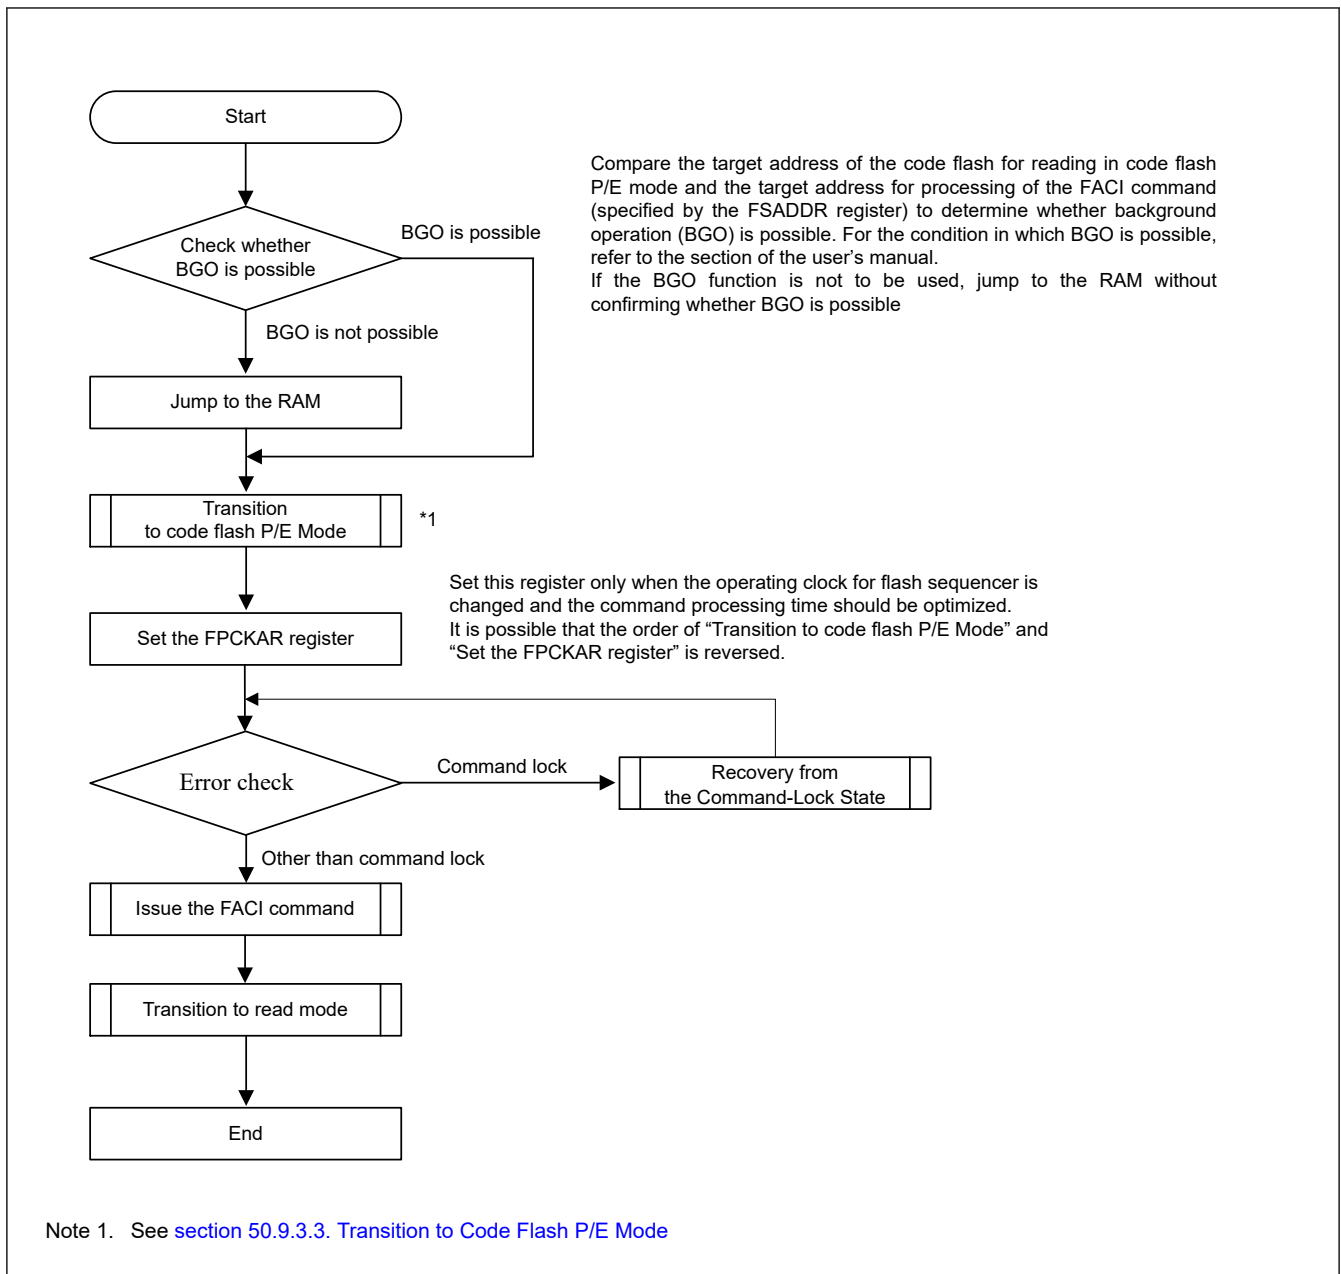 Start
Check whether
BGO is possible
BGO is possible
Compare the target address of the code flash for reading in code flash
P/E mode and the target address for processing of the FACI command
(specified by the FSADDR register) to determine whether background
operation (BGO) is possible. For the condition in which BGO is possible,
refer to the section of the user's manual.
If the BGO function is not to be used, jump to the RAM without
confirming whether BGO is possible
BGO is not possible
Jump to the RAM
Transition
to code flash P/E Mode
*1
Set the FPCKAR register
Set this register only when the operating clock for flash sequencer is
changed and the command processing time should be optimized.
It is possible that the order of “Transition to code flash P/E Mode” and
“Set the FPCKAR register” is reversed.
Error check
Command lock
Recovery from
the Command-Lock State
Other than command lock
Issue the FACI command
Transition to read mode
End
Note 1. See section 50.9.3.3. Transition to Code Flash P/E Mode